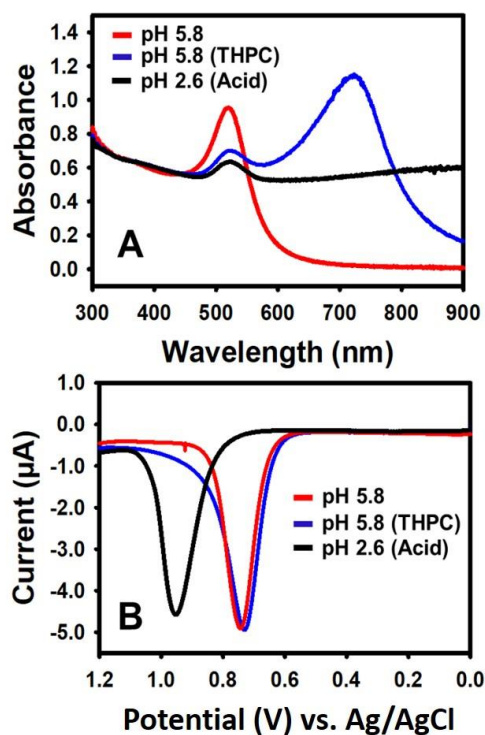 1.4
1.2
1.0
0.8
0.6
0.4
0.2
0.0
Absorbance
pH 5.8
pH 5.8 (THPC)
pH 2.6 (Acid)
A
300 400 500 600 700 800 900
Wavelength (nm)
1.0
0.0
-1.0
-2.0
-3.0
-4.0
-5.0
Current (µA)
pH 5.8
pH 5.8 (THPC)
pH 2.6 (Acid)
B
1.2 1.0 0.8 0.6 0.4 0.2 0.0
Potential (V) vs. Ag/AgCl